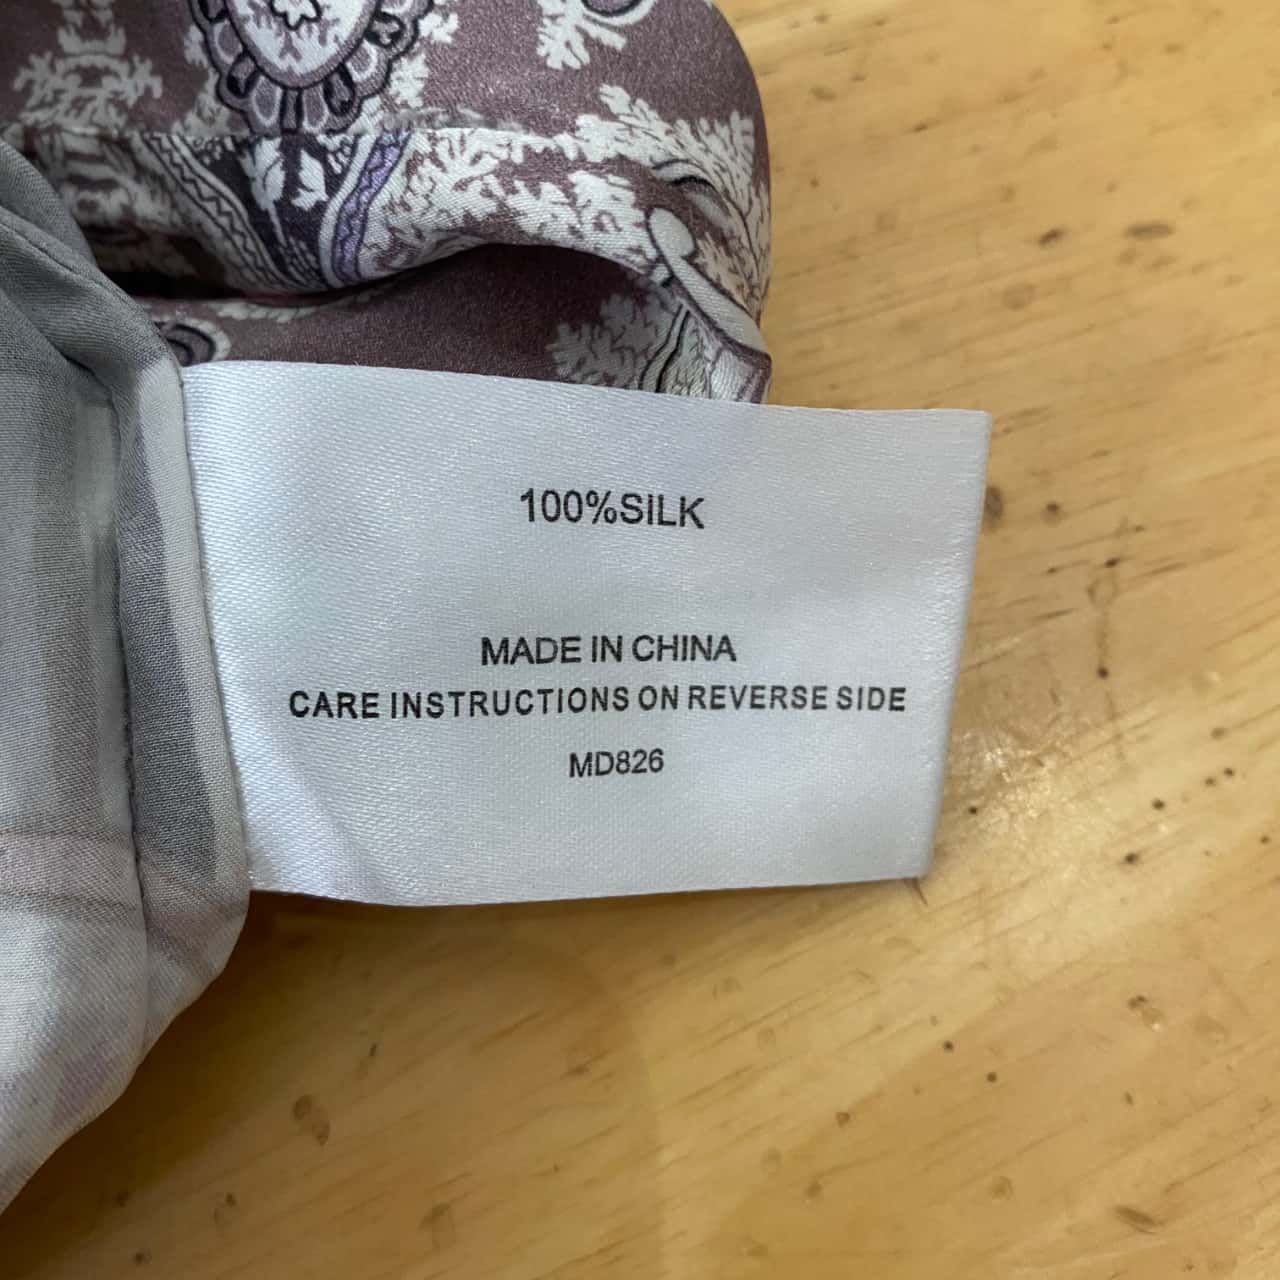 100%SILK
MADE IN CHINA
CARE INSTRUCTIONS ON REVERSE SIDE
MD826